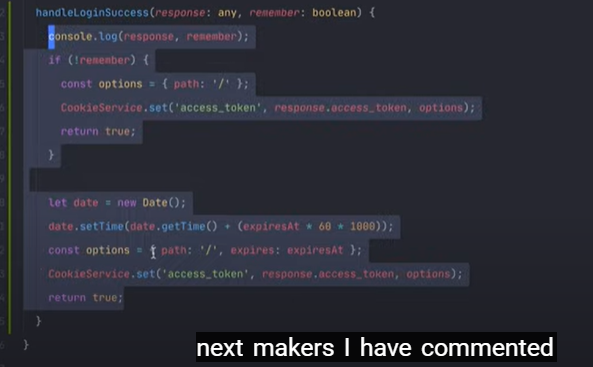 handleLoginSuccess(response: any, remember: boolean) {
console.log(response, remember);
if (!remember) {
const options = { path: '/' };
CookieService.set('access_token', response.access_token, options);
return true;
}
let date = new Date();
date.setTime(date.getTime() + (expiresAt * 60 * 1000));
const options = { path: '/', expires: expiresAt };
CookieService.set('access_token', response.access_token, options);
return true;
}
}
next makers I have commented